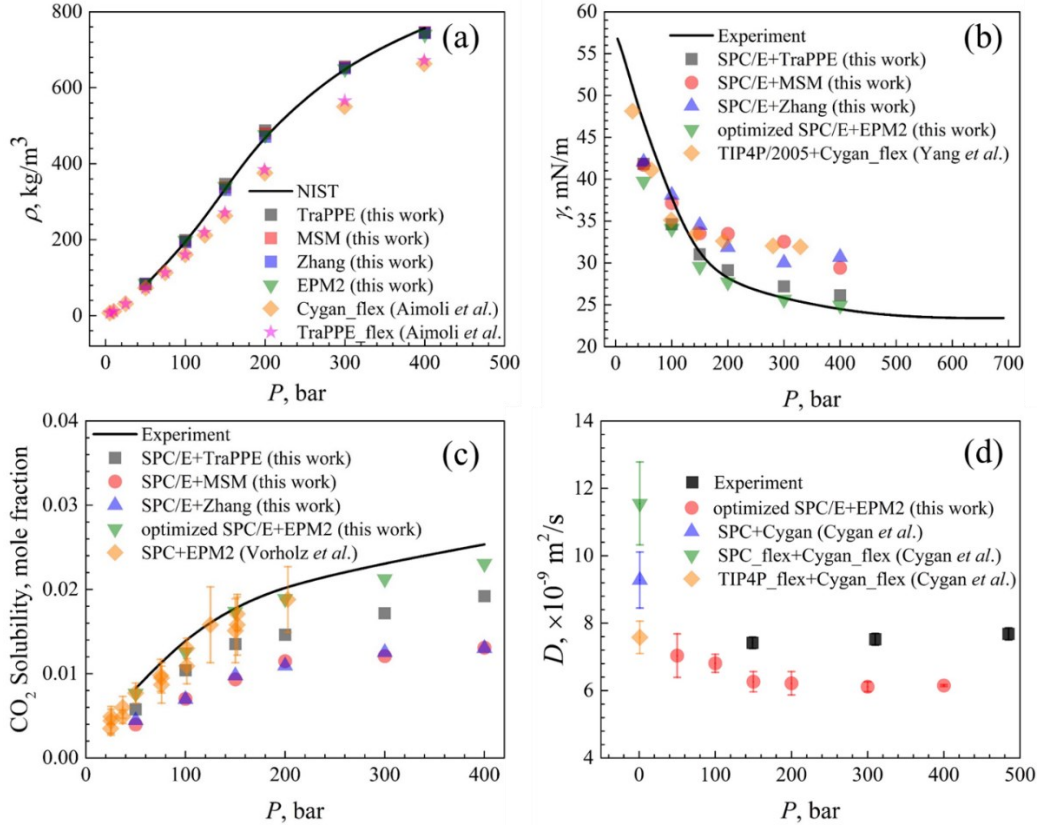 (a)
800
600
400
200
0
ρ, kg/m3
NIST
TraPPE (this work)
MSM (this work)
Zhang (this work)
EPM2 (this work)
Cygan_flex (Aimoli et al.)
TraPPE_flex (Aimoli et al.
0 100 200 300 400 500
P, bar
(b)
60
55
50
45
40
35
30
25
20
γ, mN/m
Experiment
SPC/E+TraPPE (this work)
SPC/E+MSM (this work)
SPC/E+Zhang (this work)
optimized SPC/E+EPM2 (this work)
TIP4P/2005+Cygan_flex (Yang et al.)
0 100 200 300 400 500 600 700
P, bar
(c)
0.04
0.03
0.02
0.01
0.00
CO2 Solubility, mole fraction
Experiment
SPC/E+TraPPE (this work)
SPC/E+MSM (this work)
SPC/E+Zhang (this work)
optimized SPC/E+EPM2 (this work)
SPC+EPM2 (Vorholz et al.)
0 100 200 300 400
P, bar
(d)
14
12
10
8
6
4
D, ×10-9 m2/s
Experiment
optimized SPC/E+EPM2 (this work)
SPC+Cygan (Cygan et al.)
SPC_flex+Cygan_flex (Cygan et al.)
TIP4P_flex+Cygan_flex (Cygan et al.)
0 100 200 300 400 500
P, bar